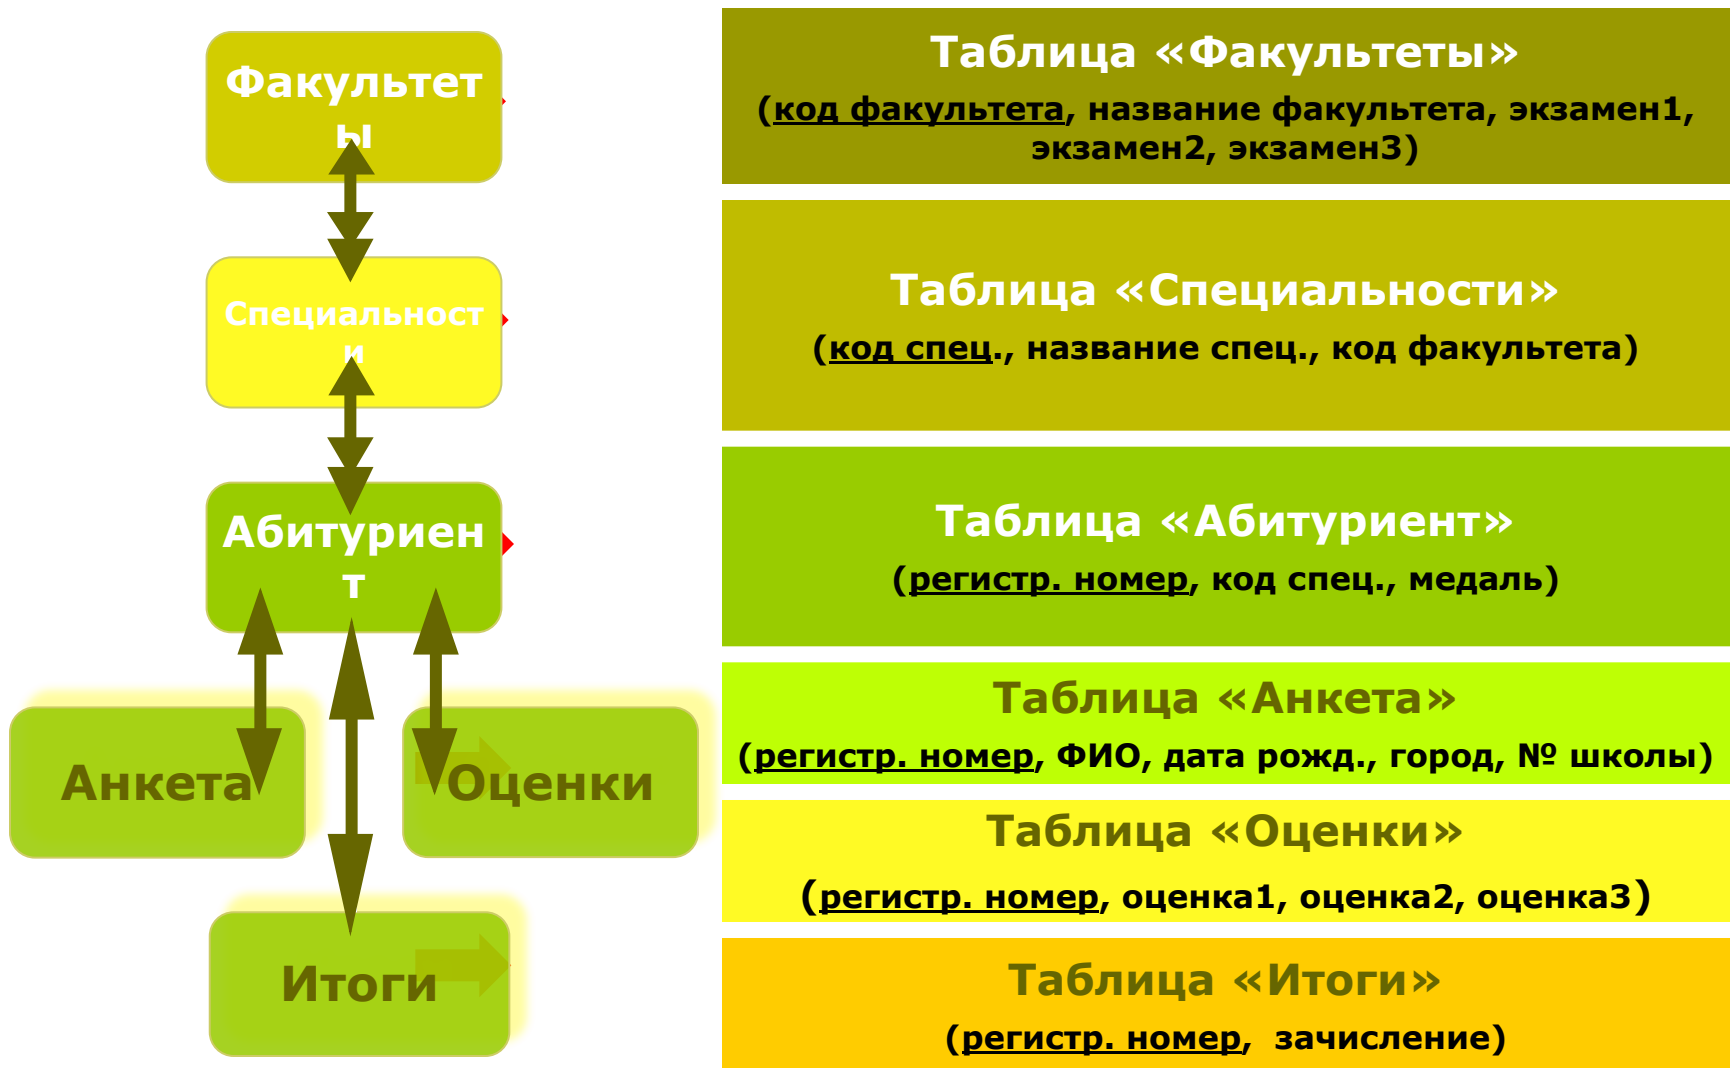 Факультет
ы
Специальност
и
Абитуриен
т
Анкета
Оценки
Итоги
Таблица «Факультеты»
(код факультета, название факультета, экзамен1,
экзамен2, экзамен3)
Таблица «Специальности»
(код спец., название спец., код факультета)
Таблица «Абитуриент»
(регистр. номер, код спец., медаль)
Таблица «Анкета»
(регистр. номер, ФИО, дата рожд., город, № школы)
Таблица «Оценки»
(регистр. номер, оценка1, оценка2, оценка3)
Таблица «Итоги»
(регистр. номер, зачисление)